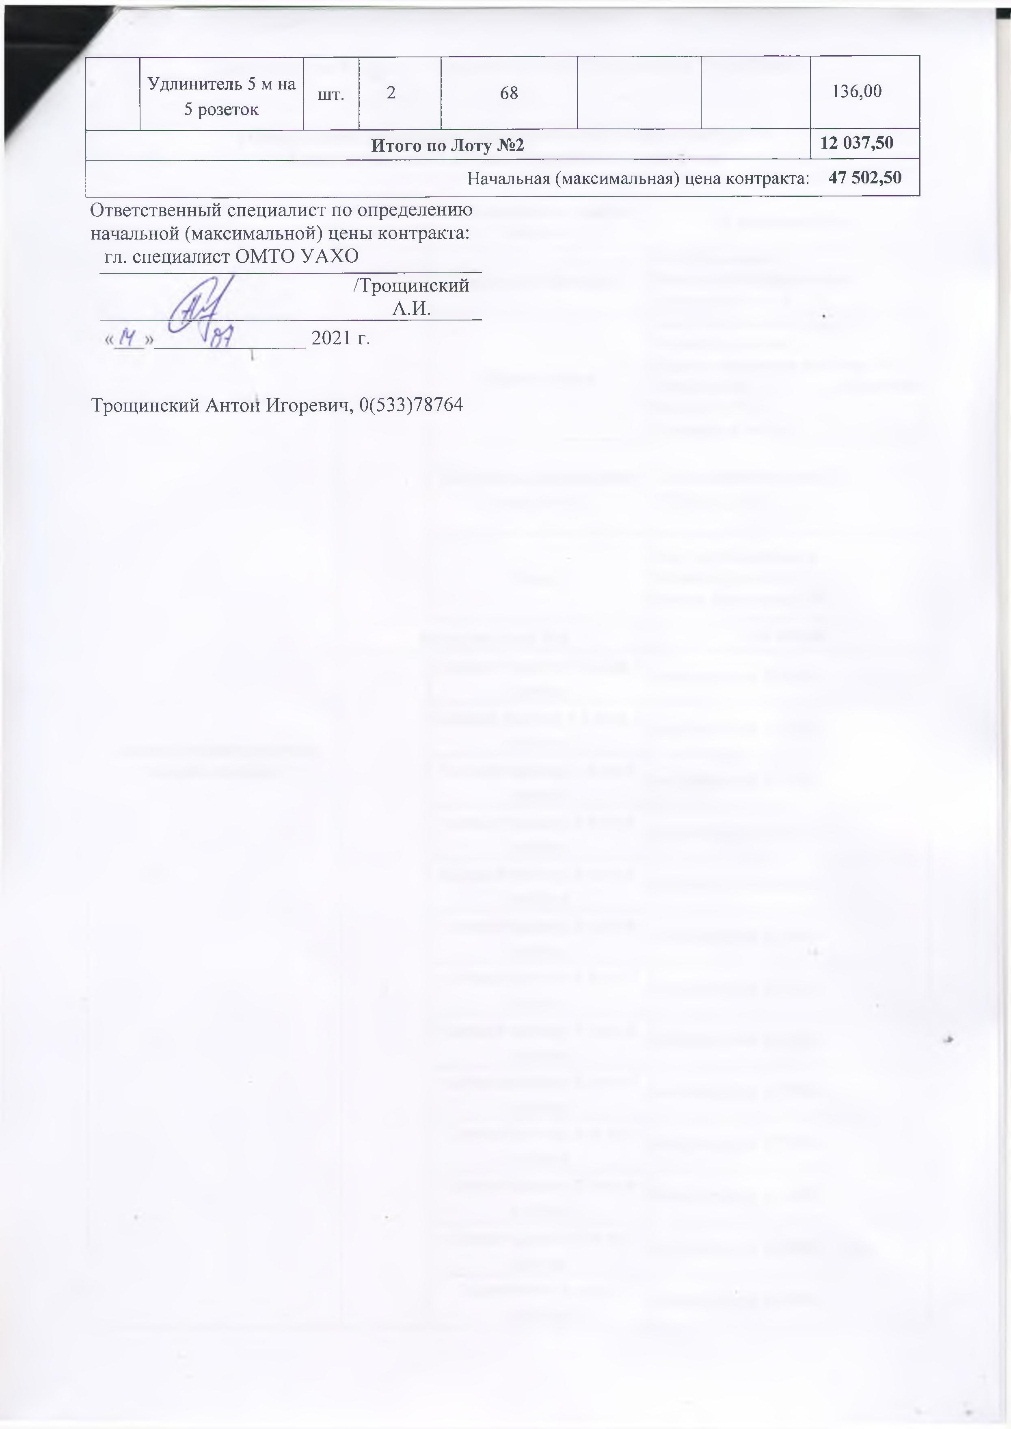 Удлинитель 5 м на
5 розеток
шт. 2 68 136,00
Итого по Лоту №2 12 037,50
Начальная (максимальная) цена контракта: 47 502,50
Ответственный специалист по определению
начальной (максимальной) цены контракта:
гл. специалист ОМТО УАХО
/Трощинский
А.И.
« » 07 2021 г.
Трощинский Антон Игоревич, 0(533)78764